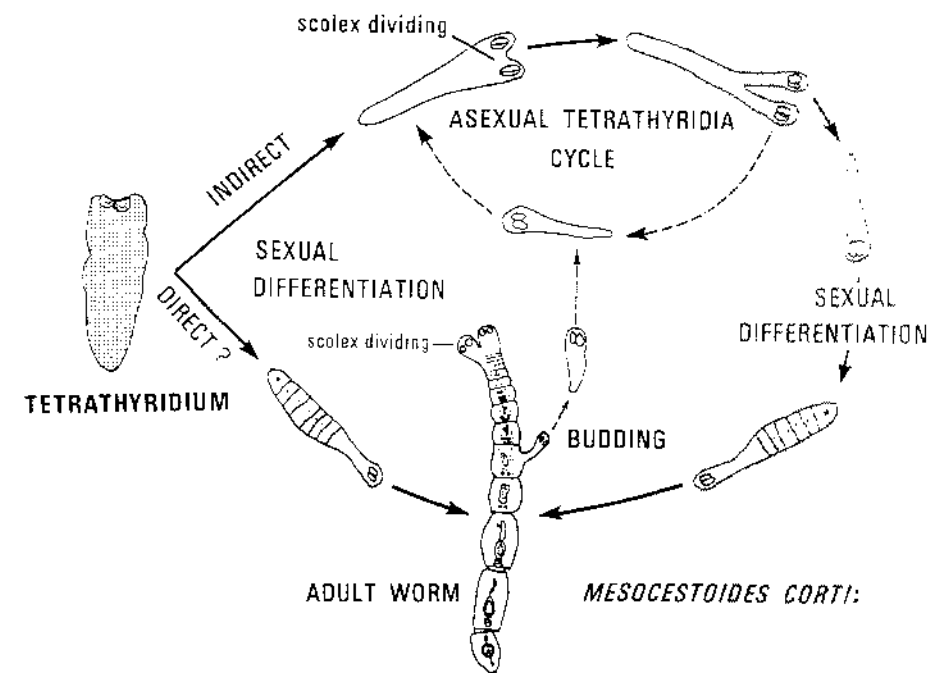 scolex dividing
ASEXUAL TETRATHYRIDIA
CYCLE
INDIRECT
SEXUAL
DIFFERENTIATION
DIRECT ?
SEXUAL
DIFFERENTIATION
scolex dividing
TETRATHYRIDIUM
BUDDING
ADULT WORM
MESOCESTOIDES CORTI: